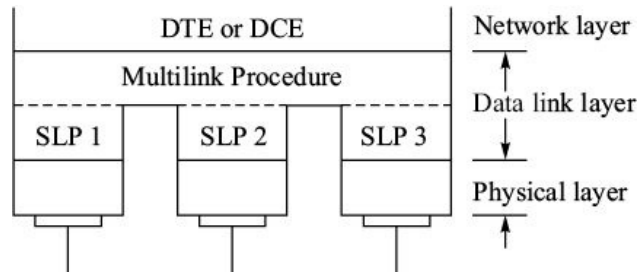 DTE or DCE
Network layer
Multilink Procedure
Data link layer
SLP 1
SLP 2
SLP 3
Physical layer